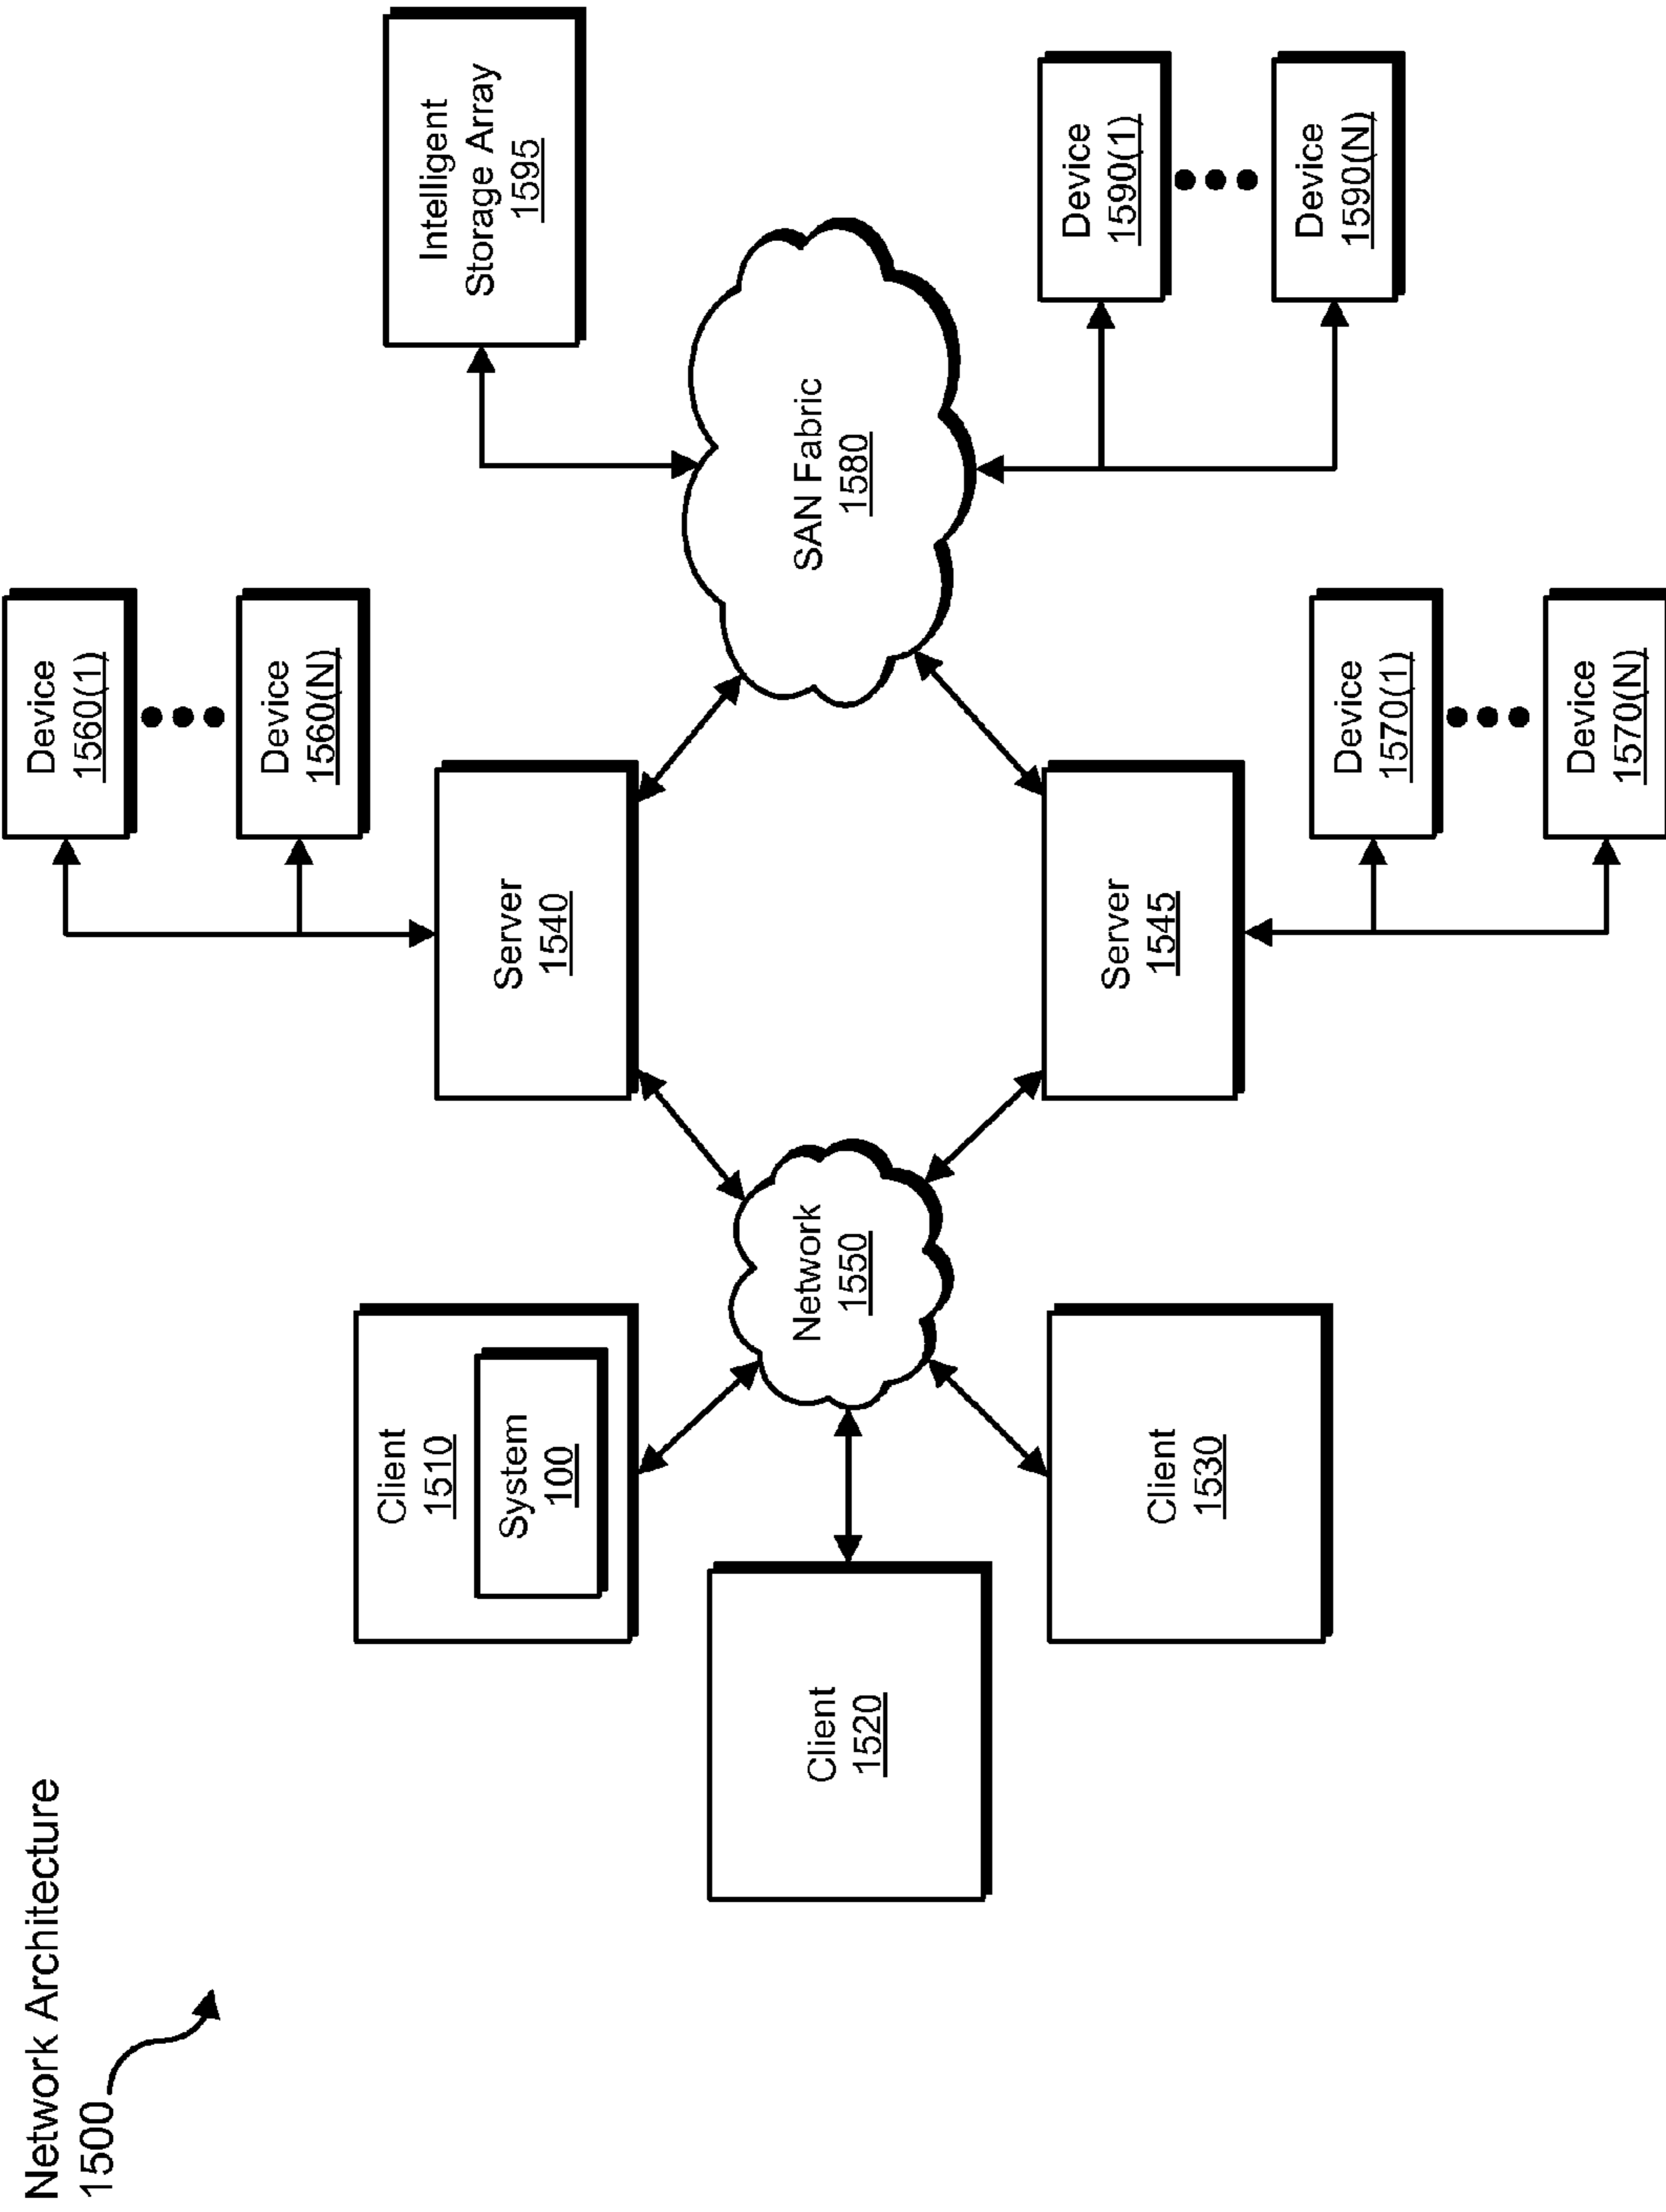 Network Architecture
1500
Device
1560(1)
Device
1560(N)
Intelligent
Storage Array
1595
Client
1510
System
100
Server
1540
Client
1520
Network
1550
SAN Fabric
1580
Device
1590(1)
Device
1590(N)
Client
1530
Server
1545
Device
1570(1)
Device
1570(N)